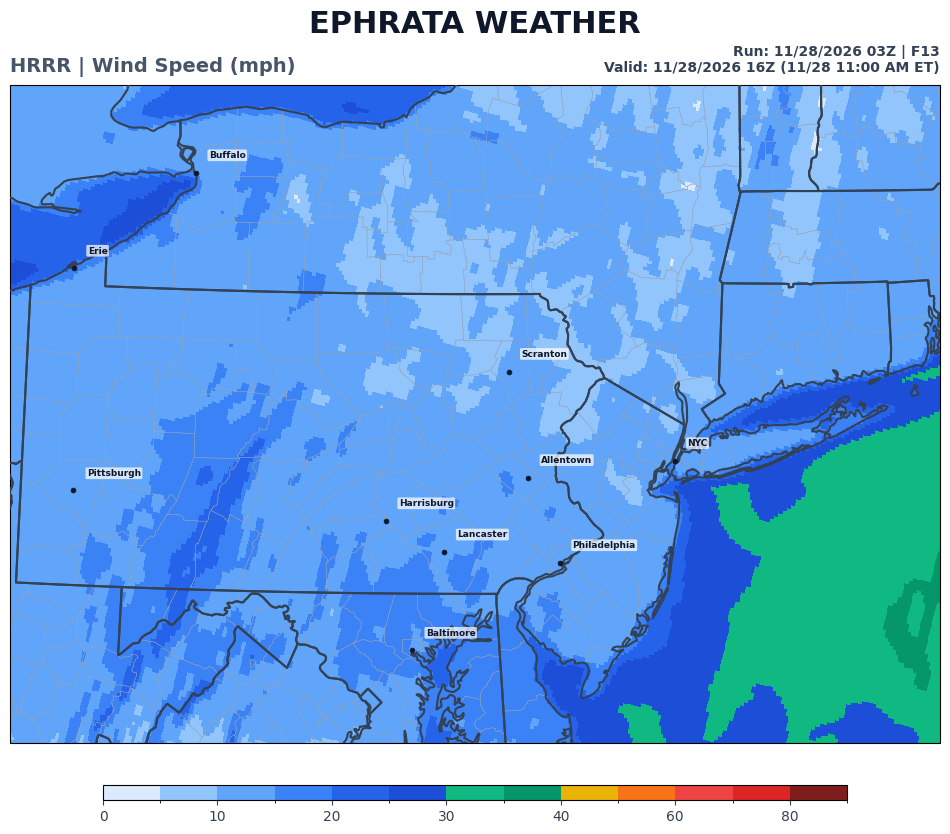 EPHRATA WEATHER
HRRR | Wind Speed (mph)
Run: 11/28/2026 03Z | F13
Valid: 11/28/2026 16Z (11/28 11:00 AM ET)
Buffalo
Erie
Scranton
NYC
Allentown
Pittsburgh
Harrisburg
Lancaster
Philadelphia
Baltimore
0 10 20 30 40 50 60 70 80